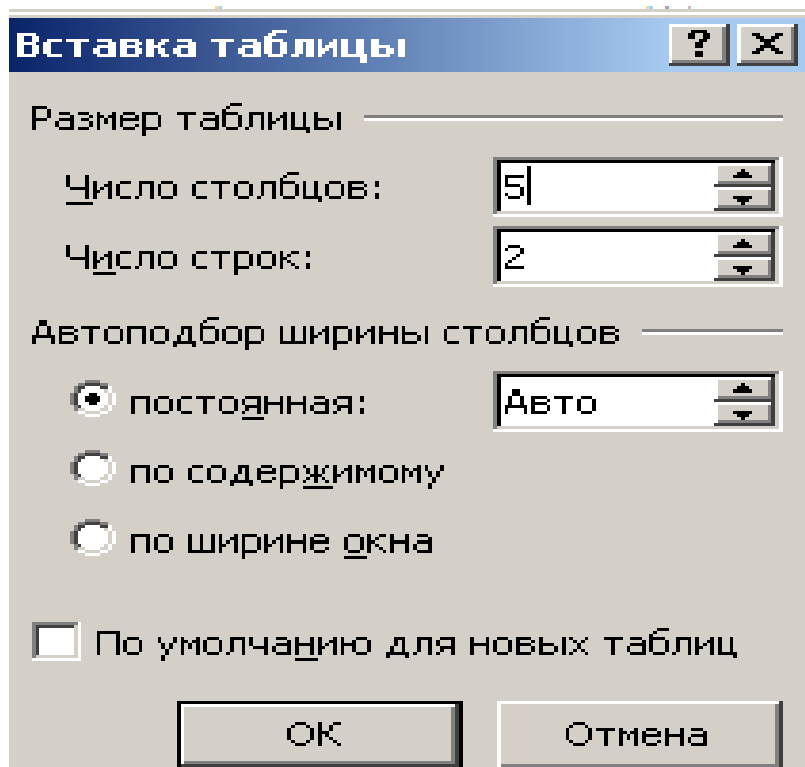 Вставка таблицы ?
Размер таблицы
Число столбцов: 5
Число строк: 2
Автоподбор ширины столбцов
постоянная: Авто
по содержимому
по ширине окна
По умолчанию для новых таблиц
ОК Отмена